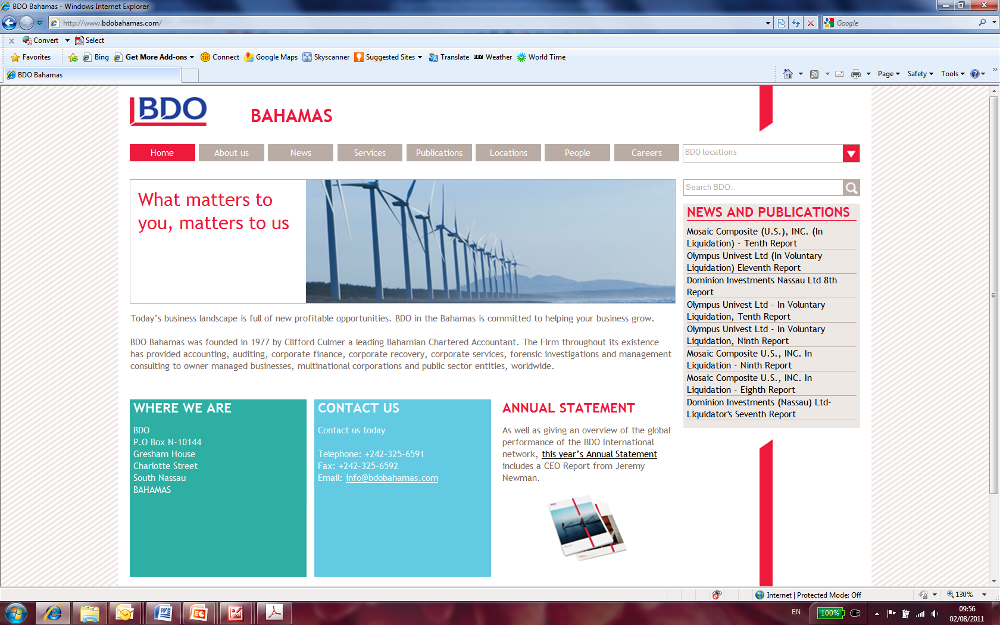 BDO Bahamas - Windows Internet Explorer
http://www.bdobahamas.com/
Google
x Convert Select
Favorites Bing Get More Add-ons Connect Google Maps Skyscanner Suggested Sites Translate BBC Weather World Time
BDO Bahamas
Page Safety Tools
BDO BAHAMAS
Home About us News Services Publications Locations People Careers BDO locations
What matters to
you, matters to us
Search BDO...
Today’s business landscape is full of new profitable opportunities. BDO in the Bahamas is committed to helping your business grow.
BDO Bahamas was founded in 1977 by Clifford Culmer a leading Bahamian Chartered Accountant. The Firm throughout its existence
has provided accounting, auditing, corporate finance, corporate recovery, corporate services, forensic investigations and management
consulting to owner managed businesses, multinational corporations and public sector entities, worldwide.
NEWS AND PUBLICATIONS
Mosaic Composite (U.S.), INC. (In
Liquidation) - Tenth Report
Olympus Univest Ltd (In Voluntary
Liquidation) Eleventh Report
Dominion Investments Nassau Ltd 8th
Report
Olympus Univest Ltd - In Voluntary
Liquidation, Tenth Report
Olympus Univest Ltd - In Voluntary
Liquidation, Ninth Report
Mosaic Composite U.S., INC. In
Liquidation - Ninth Report
Mosaic Composite U.S., INC. In
Liquidation - Eighth Report
Dominion Investments (Nassau) Ltd-
Liquidator's Seventh Report
WHERE WE ARE
BDO
P.O Box N-10144
Gresham House
Charlotte Street
South Nassau
BAHAMAS
CONTACT US
Contact us today
Telephone: +242-325-6591
Fax: +242-325-6592
Email: info@bdobahamas.com
ANNUAL STATEMENT
As well as giving an overview of the global
performance of the BDO International
network, this year’s Annual Statement
includes a CEO Report from Jeremy
Newman.
Internet | Protected Mode: Off
130%
EN
100%
09:56
02/08/2011